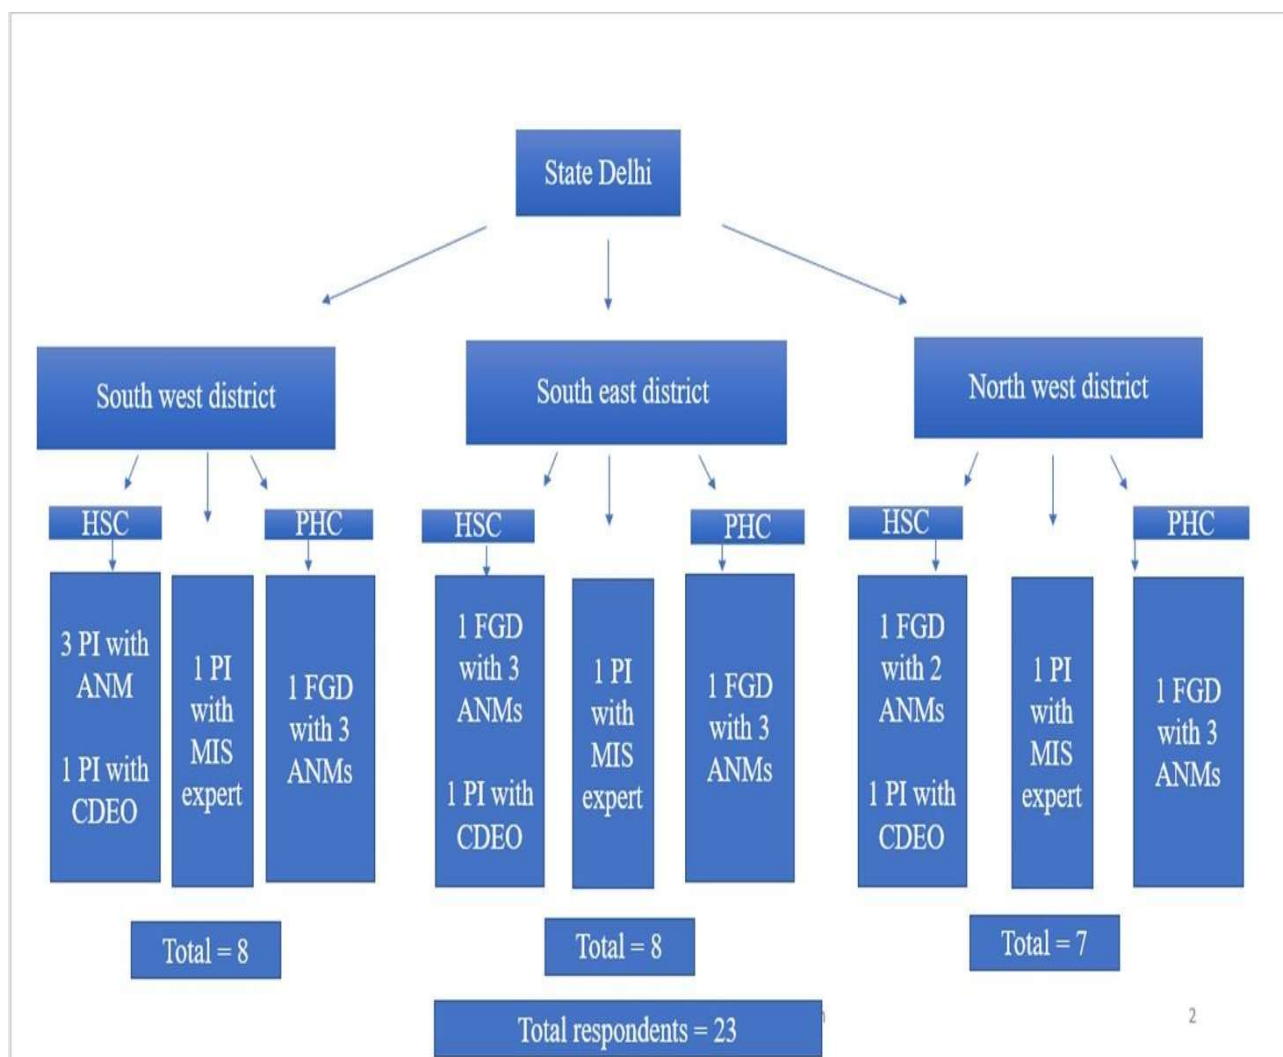 State Delhi
South west district
South east district
North west district
HSC
PHC
HSC
PHC
HSC
PHC
3 PI with
ANM
1 PI with
CDEO
1 PI
with
MIS
expert
1 FGD
with 3
ANMs
1 FGD
with 3
ANMs
1 PI with
CDEO
1 PI
with
MIS
expert
1 FGD
with 3
ANMs
1 FGD
with 2
ANMs
1 PI with
CDEO
1 PI
with
MIS
expert
1 FGD
with 3
ANMs
Total = 8
Total = 8
Total = 7
Total respondents = 23
2